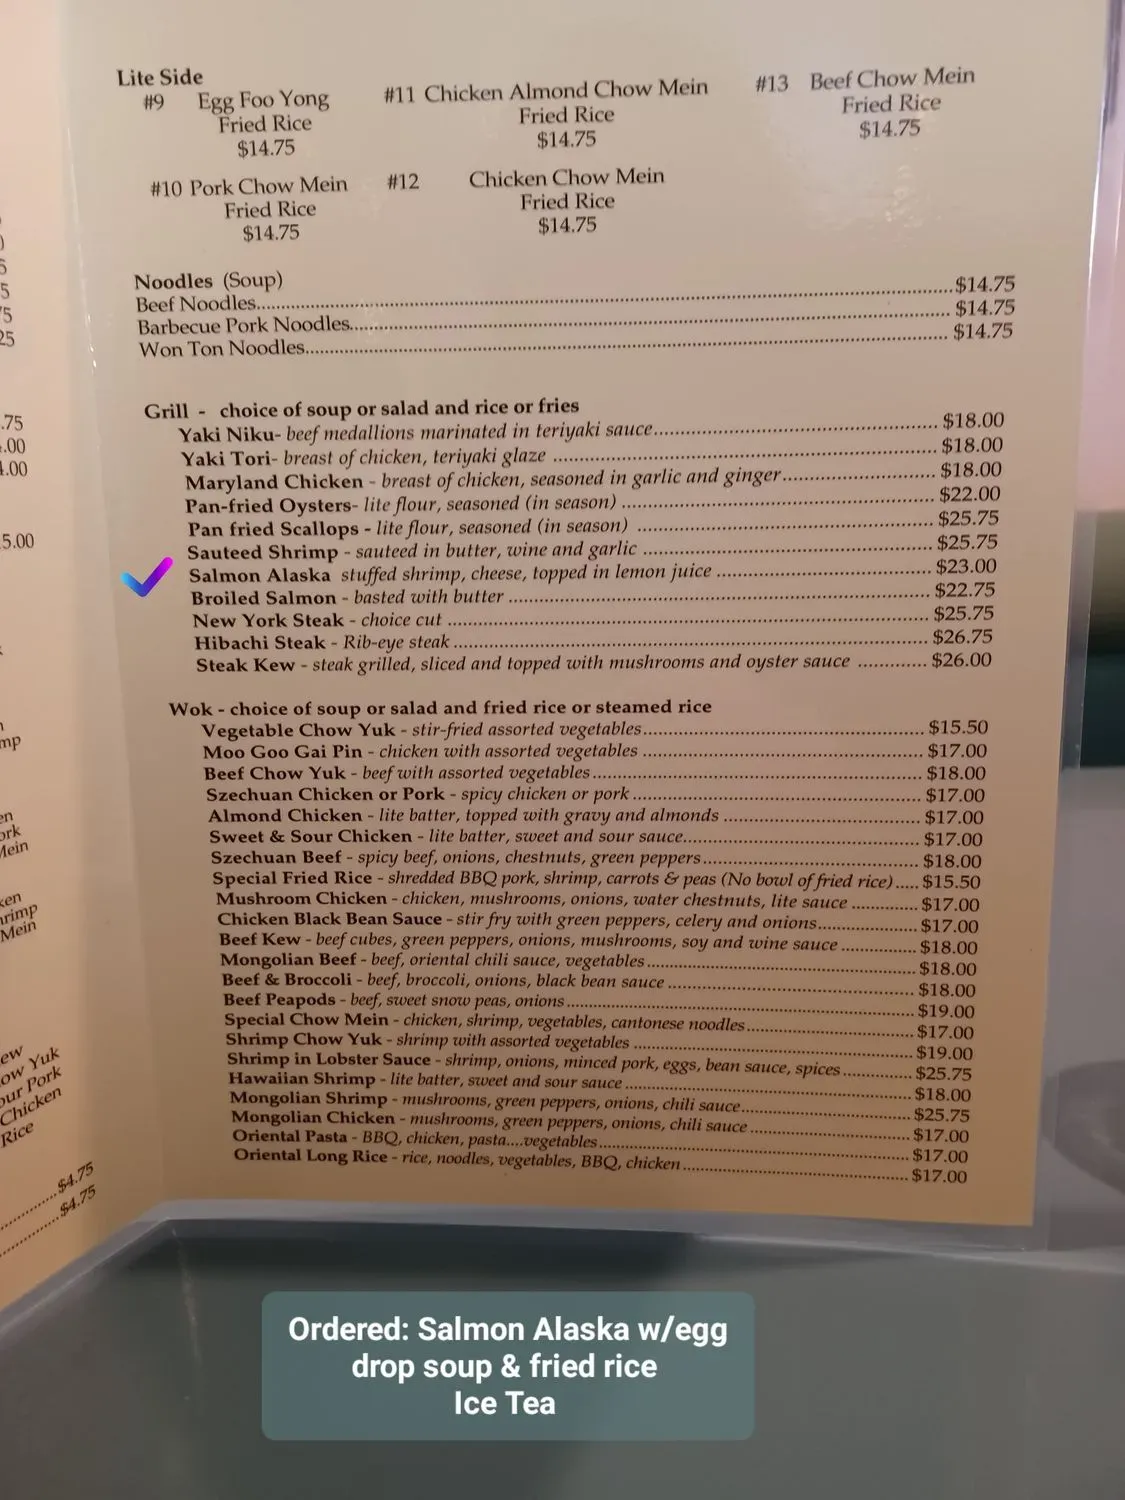 Lite Side
#9 Egg Foo Yong
Fried Rice
$14.75
#11 Chicken Almond Chow Mein
Fried Rice
$14.75
#13 Beef Chow Mein
Fried Rice
$14.75
#10 Pork Chow Mein
Fried Rice
$14.75
#12 Chicken Chow Mein
Fried Rice
$14.75
Noodles (Soup)
Beef Noodles...$14.75
Barbecue Pork Noodles...$14.75
Won Ton Noodles...$14.75
Grill - choice of soup or salad and rice or fries
Yaki Niku- beef medallions marinated in teriyaki sauce...$18.00
Yaki Tori- breast of chicken, teriyaki glaze ...$18.00
Maryland Chicken - breast of chicken, seasoned in garlic and ginger...$18.00
Pan-fried Oysters- lite flour, seasoned (in season) ...$22.00
Pan fried Scallops - lite flour, seasoned (in season) ...$25.75
Sauteed Shrimp - sauteed in butter, wine and garlic ...$25.75
Salmon Alaska stuffed shrimp, cheese, topped in lemon juice ...$23.00
Broiled Salmon - basted with butter ...$22.75
New York Steak - choice cut ...$25.75
Hibachi Steak - Rib-eye steak ...$26.75
Steak Kew - steak grilled, sliced and topped with mushrooms and oyster sauce ...$26.00
Wok - choice of soup or salad and fried rice or steamed rice
Vegetable Chow Yuk - stir-fried assorted vegetables...$15.50
Moo Goo Gai Pin - chicken with assorted vegetables ...$17.00
Beef Chow Yuk - beef with assorted vegetables...$18.00
Szechuan Chicken or Pork - spicy chicken or pork...$17.00
Almond Chicken - lite batter, topped with gravy and almonds ...$17.00
Sweet & Sour Chicken - lite batter, sweet and sour sauce...$17.00
Szechuan Beef - spicy beef, onions, chestnuts, green peppers...$18.00
Special Fried Rice - shredded BBQ pork, shrimp, carrots & peas (No bowl of fried rice).....$15.50
Mushroom Chicken - chicken, mushrooms, onions, water chestnuts, lite sauce ...$17.00
Chicken Black Bean Sauce - stir fry with green peppers, celery and onions...$17.00
Beef Kew - beef cubes, green peppers, onions, mushrooms, soy and wine sauce ...$18.00
Mongolian Beef - beef, oriental chili sauce, vegetables...$18.00
Beef & Broccoli - beef, broccoli, onions, black bean sauce ...$18.00
Beef Peapods - beef, sweet snow peas, onions...$19.00
Special Chow Mein - chicken, shrimp, vegetables, cantonese noodles...$17.00
Shrimp Chow Yuk - shrimp with assorted vegetables ...$19.00
Shrimp in Lobster Sauce - shrimp, onions, minced pork, eggs, bean sauce, spices...$25.75
Hawaiian Shrimp - lite batter, sweet and sour sauce ...$18.00
Mongolian Shrimp - mushrooms, green peppers, onions, chili sauce...$25.75
Mongolian Chicken - mushrooms, green peppers, onions, chili sauce ...$17.00
Oriental Pasta - BBQ, chicken, pasta....vegetables...$17.00
Oriental Long Rice - rice, noodles, vegetables, BBQ, chicken...$17.00
Yuk
Pork
Chicken
Rice
$4.75
$4.75
Ordered: Salmon Alaska w/egg
drop soup & fried rice
Ice Tea